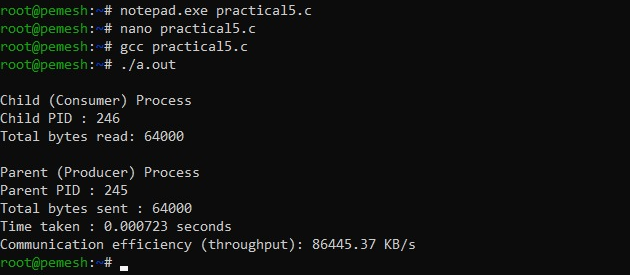 root@pemesh:~# notepad.exe practical5.c
root@pemesh:~# nano practical5.c
root@pemesh:~# gcc practical5.c
root@pemesh:~# ./a.out
Child (Consumer) Process
Child PID : 246
Total bytes read: 64000
Parent (Producer) Process
Parent PID : 245
Total bytes sent : 64000
Time taken : 0.000723 seconds
Communication efficiency (throughput): 86445.37 KB/s
root@pemesh:~#